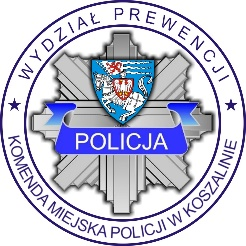 WYDZIAŁ PREWENCJI
POLICJA
KOMENDA MIEJSKA POLICJI W KOSZALINIE